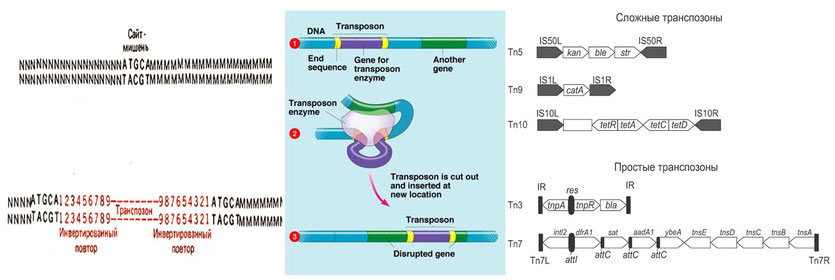 Сайт-
мишень
NNNNNNNNNNNNNNNNNATGCAMMMMMMMMMMMMMMMMM
NNNNNNNNNNNNNNNNNTACGTMMMMMMMMMMMMMMMMM
NNNNATGCA123456789 987654321ATGCAMMMMMM
Транспозон
NNNNTACGT123456789 987654321TACGTMMMMMM
Инвертированный
повтор
Инвертированный
повтор
DNA
Transposon
1
End
sequence
Gene for
transposon
enzyme
Another
gene
Transposon
enzyme
2
Transposon is cut out
and inserted at
new location
Transposon
3
Disrupted gene
Сложные транспозоны
IS50L IS50R
Tn5 kan ble str
IS1L IS1R
Tn9 catA
IS10L IS10R
Tn10 tetR tetA tetC tetD
Простые транспозоны
IR res IR
Tn3 tnpA tnpR bla
intI2 dfrA1 sat aadA1 ybeA tnsE tnsD tnsC tnsB tnsA
Tn7
Tn7L attI attC attC attC Tn7R